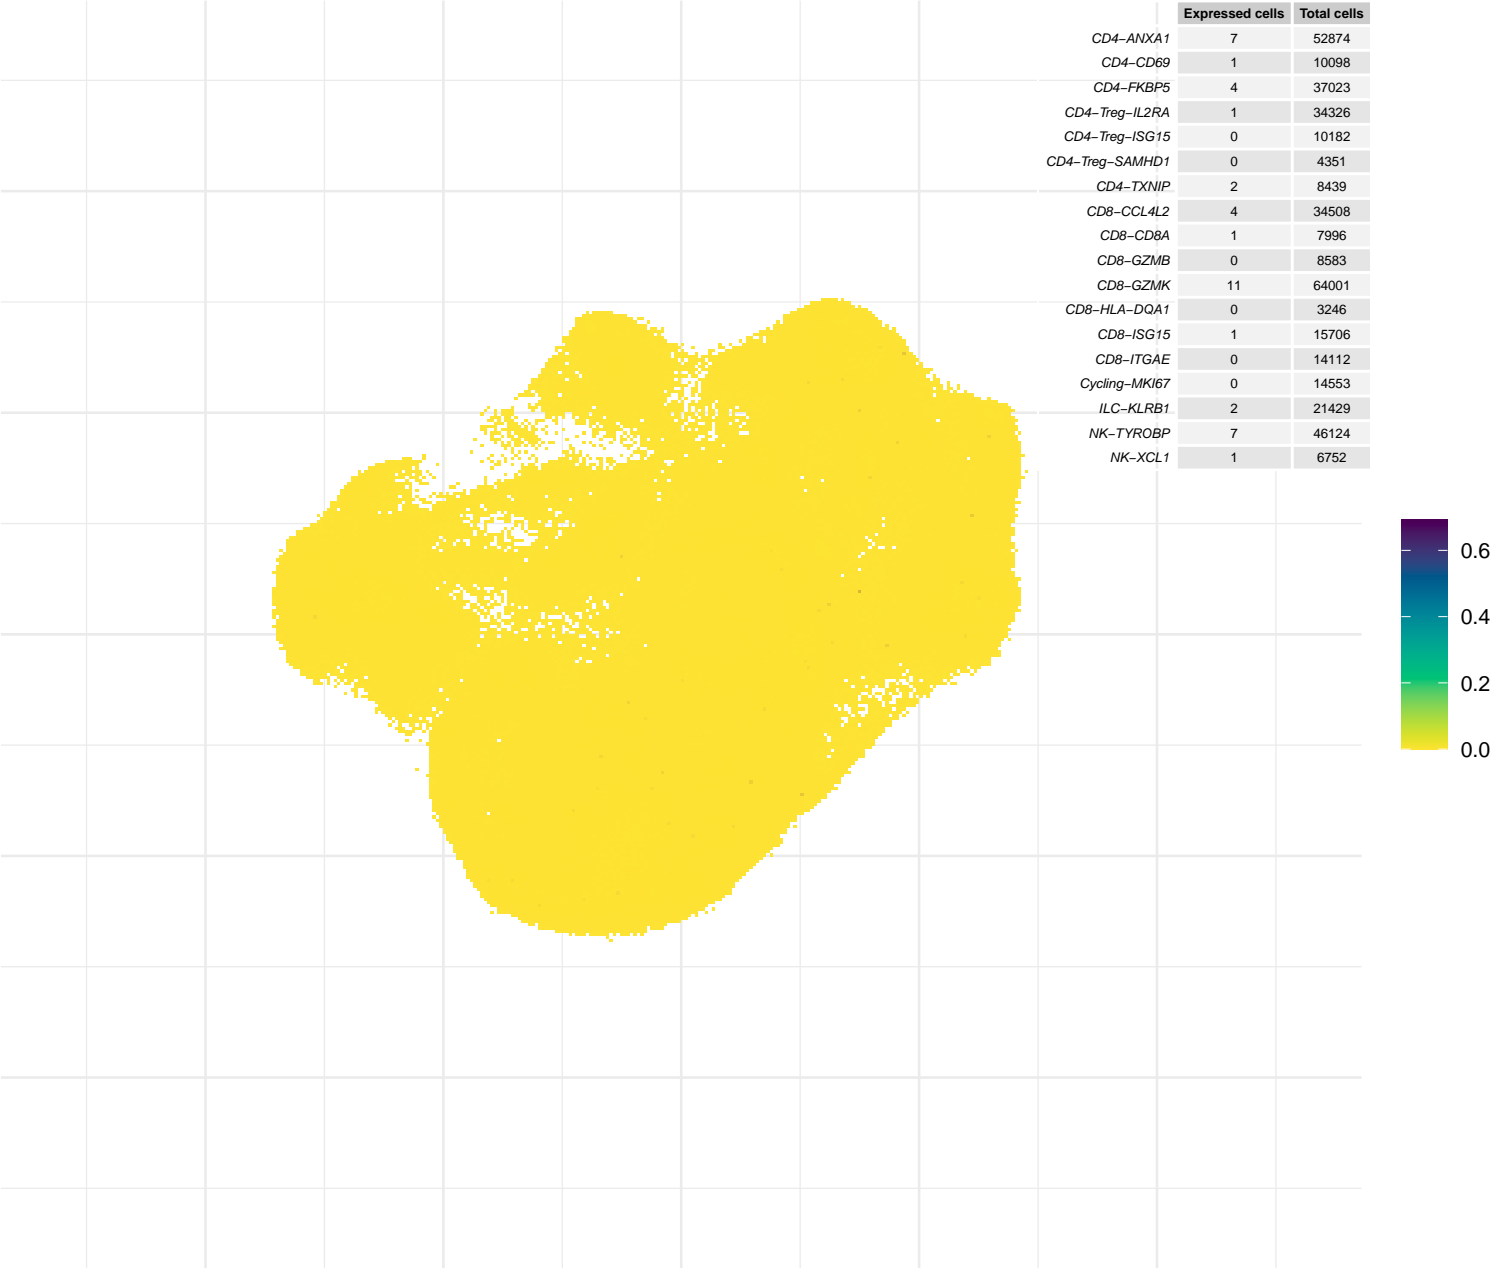 Expressed cells Total cells
CD4−ANXA1 7 52874
CD4−CD69 1 10098
CD4−FKBP5 4 37023
CD4−Treg−IL2RA 1 34326
CD4−Treg−ISG15 0 10182
CD4−Treg−SAMHD1 0 4351
CD4−TXNIP 2 8439
CD8−CCL4L2 4 34508
CD8−CD8A 1 7996
CD8−GZMB 0 8583
CD8−GZMK 11 64001
CD8−HLA−DQA1 0 3246
CD8−ISG15 1 15706
CD8−ITGAE 0 14112
Cycling−MKI67 0 14553
ILC−KLRB1 2 21429
NK−TYROBP 7 46124
NK−XCL1 1 6752
0.6
0.4
0.2
0.0